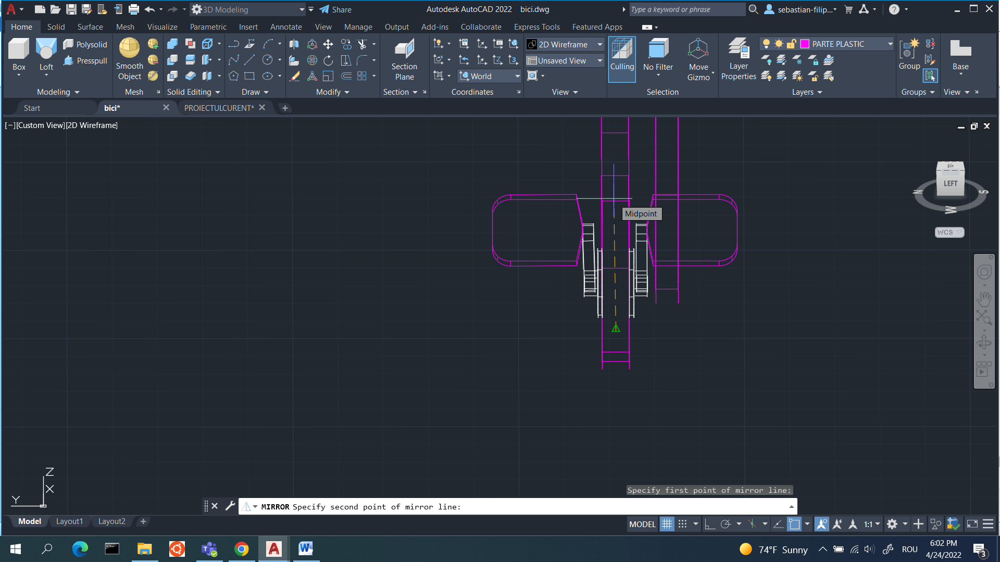 3D Modeling
Share
Autodesk AutoCAD 2022 bici.dwg
Type a keyword or phrase
sebastian-filip...
Home Solid Surface Mesh Visualize Parametric Insert Annotate View Manage Output Add-ins Collaborate Express Tools Featured Apps
Box
Loft
Polysolid
Presspull
Smooth
Object
Section
Plane
World
2D Wireframe
Unsaved View
Culling
No Filter
Move
Gizmo
Layer
Properties
PARTE PLASTIC
Group
Base
Modeling Mesh Solid Editing Draw Modify Section Coordinates View Selection Layers Groups View
Start bici* PROIECTULCURENT*
[−][Custom View][2D Wireframe]
LEFT
N S W
WCS
Midpoint
Z
X
Y
Specify first point of mirror line:
MIRROR Specify second point of mirror line:
Model Layout1 Layout2
MODEL 1:1
74°F Sunny
ROU
6:02 PM
4/24/2022
3